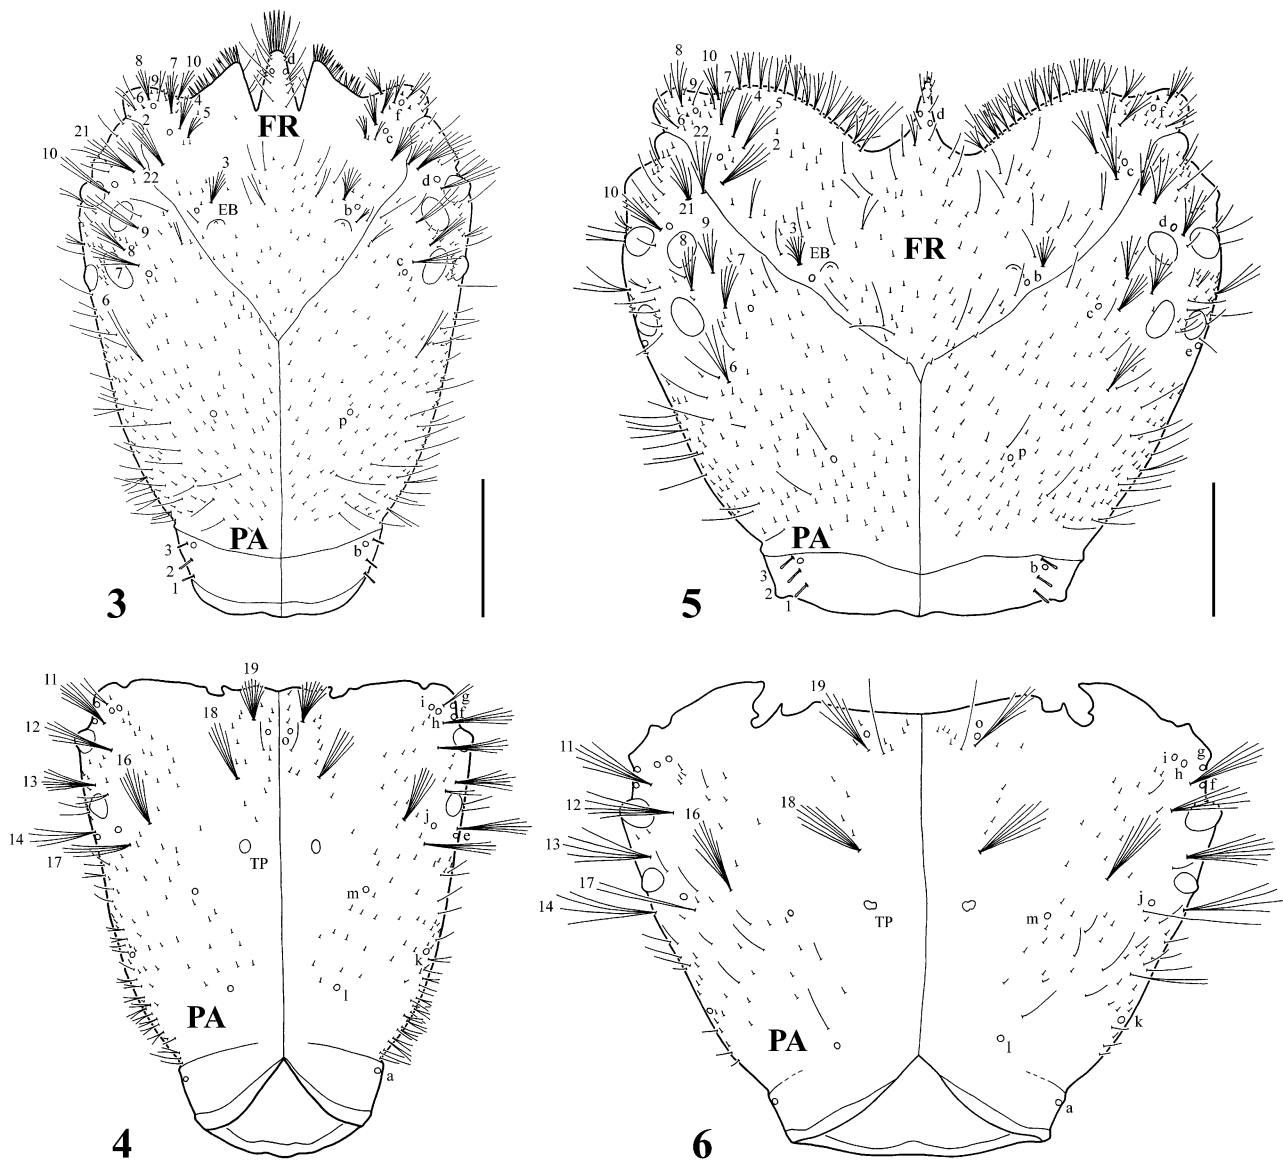 8 9 7 10 d
6 2 4 5 f
21 FR c
10 22 3 d
EB b
9
8 7 c
6
p
PA
3 b
2
1
3
8 9 10 7 4 5 d f
6 22 2
21 c
10 9 3 d
8 7 EB FR b
c
e
6
p
PA
3 b
2 1
5
11 19 i g
f
12 18 o h
13 16
14 17 TP j e
m
k
l
PA
a
4
19
11 i g
h f
12 16 18
13
17
14 TP m j
k
l
PA
a
6